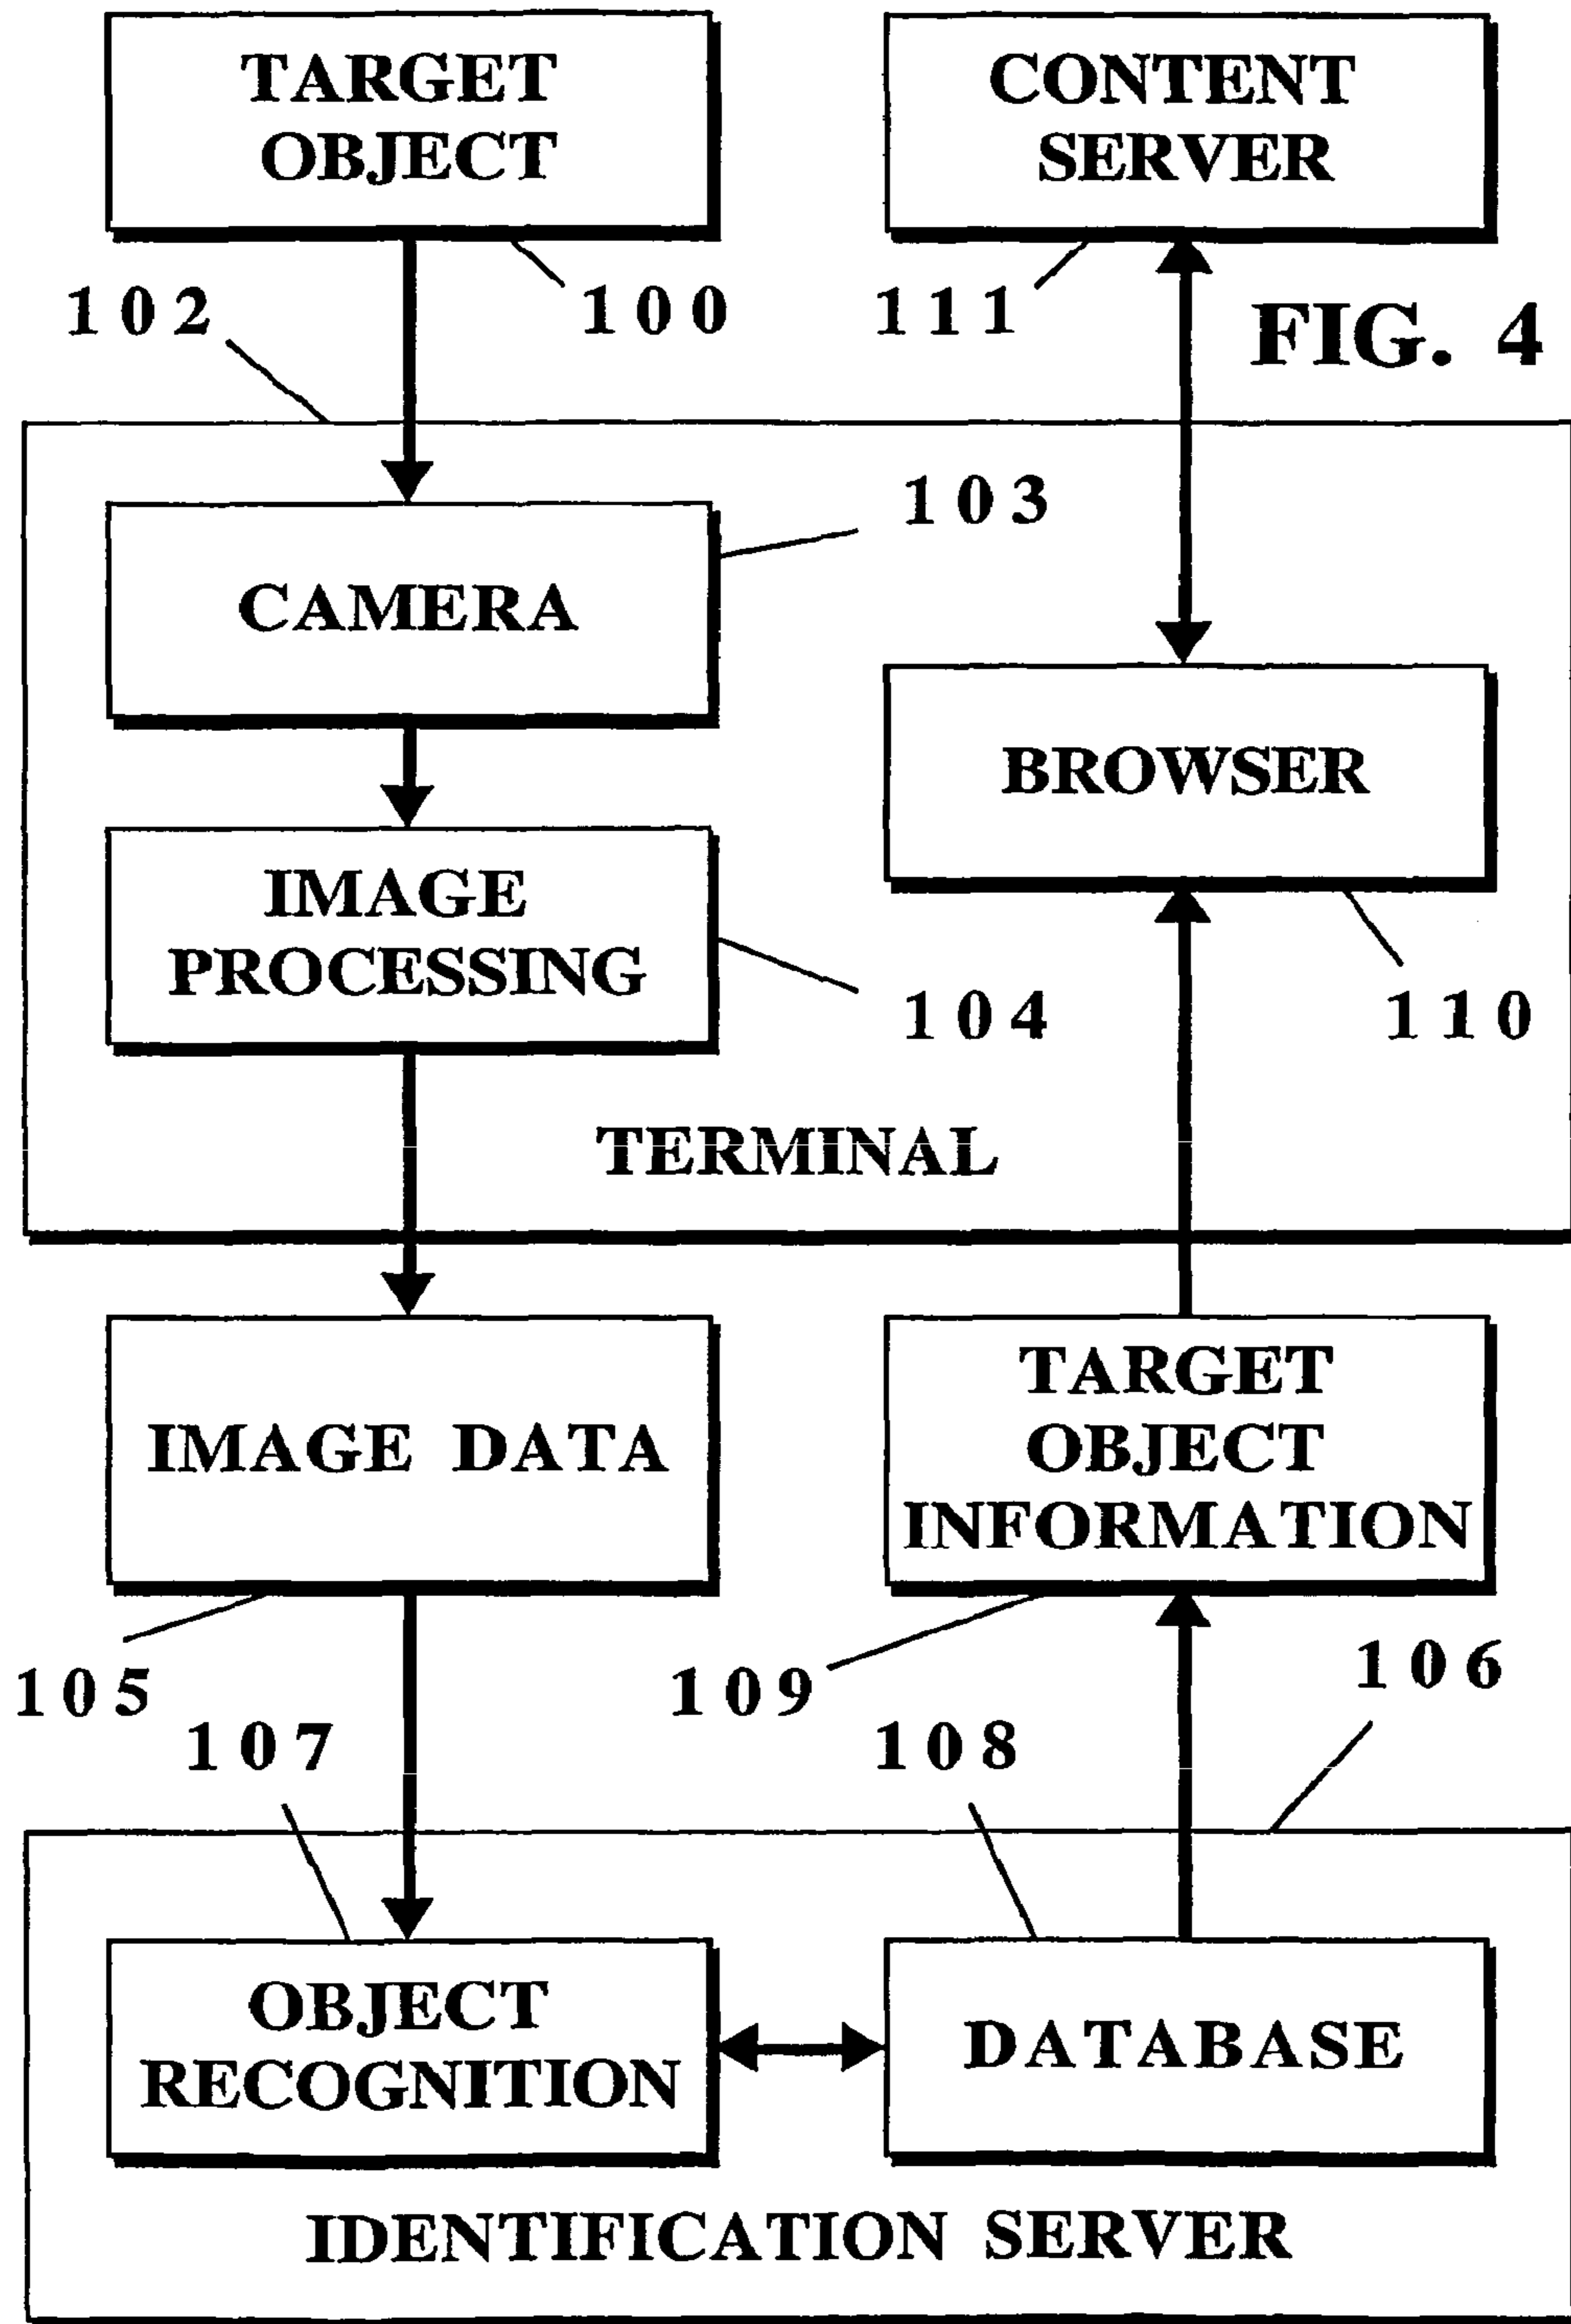 TARGET
OBJECT
CONTENT
SERVER
102
100
111
FIG. 4
103
CAMERA
BROWSER
IMAGE
PROCESSING
104
110
TERMINAL
IMAGE DATA
TARGET
OBJECT
INFORMATION
105
109
106
107
108
OBJECT
RECOGNITION
DATABASE
IDENTIFICATION SERVER